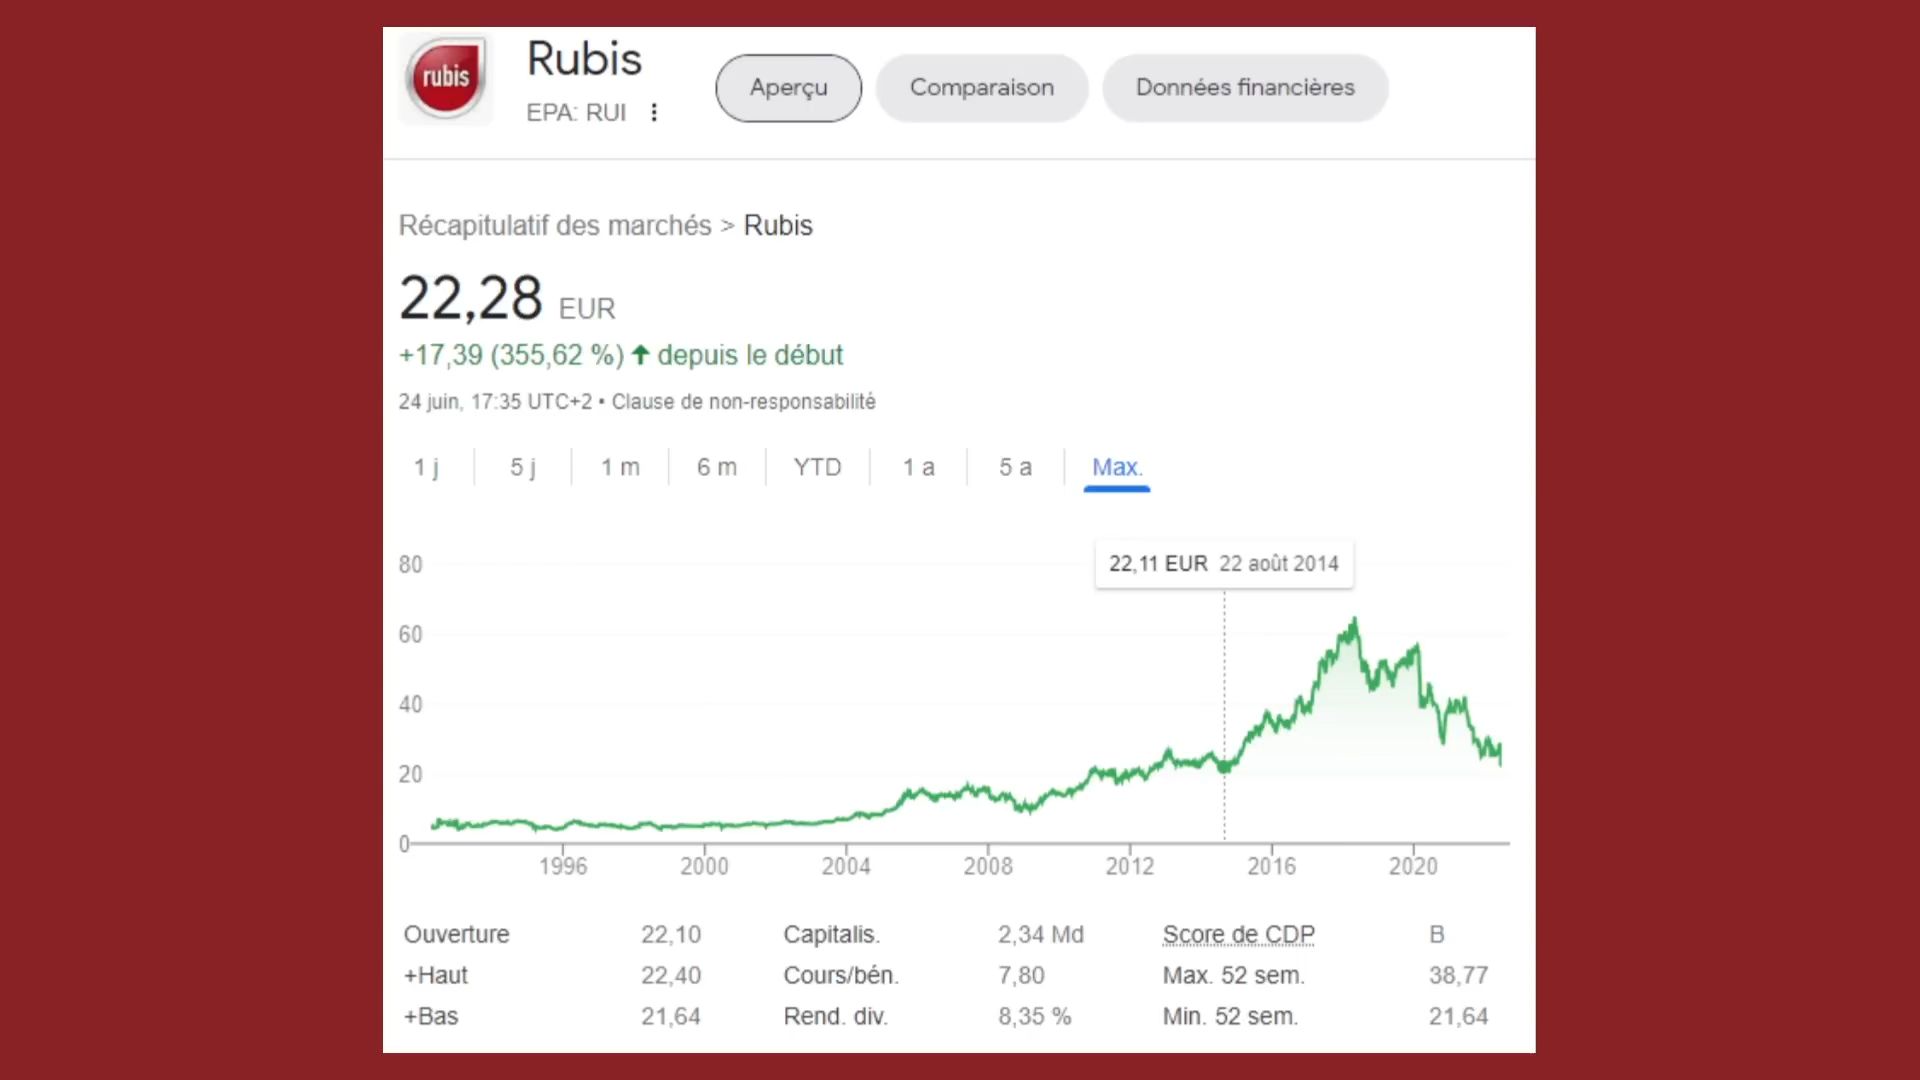 rubis
Rubis
EPA: RUI
Aperçu
Comparaison
Données financières
Récapitulatif des marchés > Rubis
22,28 EUR
+17,39 (355,62 %) ↑ depuis le début
24 juin, 17:35 UTC+2 • Clause de non-responsabilité
1 j 5 j 1 m 6 m YTD 1 a 5 a Max.
22,11 EUR 22 août 2014
80
60
40
20
0
1996 2000 2004 2008 2012 2016 2020
Ouverture 22,10 Capitalis. 2,34 Md Score de CDP B
+Haut 22,40 Cours/bén. 7,80 Max. 52 sem. 38,77
+Bas 21,64 Rend. div. 8,35 % Min. 52 sem. 21,64